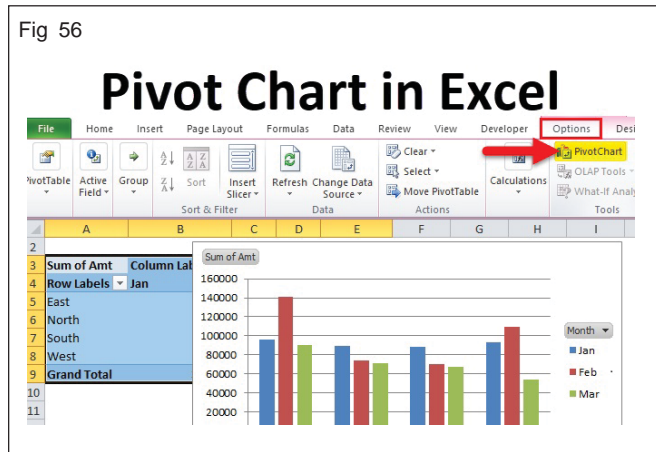 Fig 56
Pivot Chart in Excel
File Home Insert Page Layout Formulas Data Review View Developer Options Desi
PivotTable Active Field Group Sort Insert Slicer Refresh Change Data Source Clear Select Move PivotTable Calculations PivotChart OLAP Tools What-If Analy
Sort & Filter Data Actions Tools
A B C D E F G H I
2
3 Sum of Amt Column Lab
4 Row Labels Jan
5 East
6 North
7 South
8 West
9 Grand Total
10
11
Sum of Amt
160000
140000
120000
100000
80000
60000
40000
20000
Month
Jan
Feb
Mar